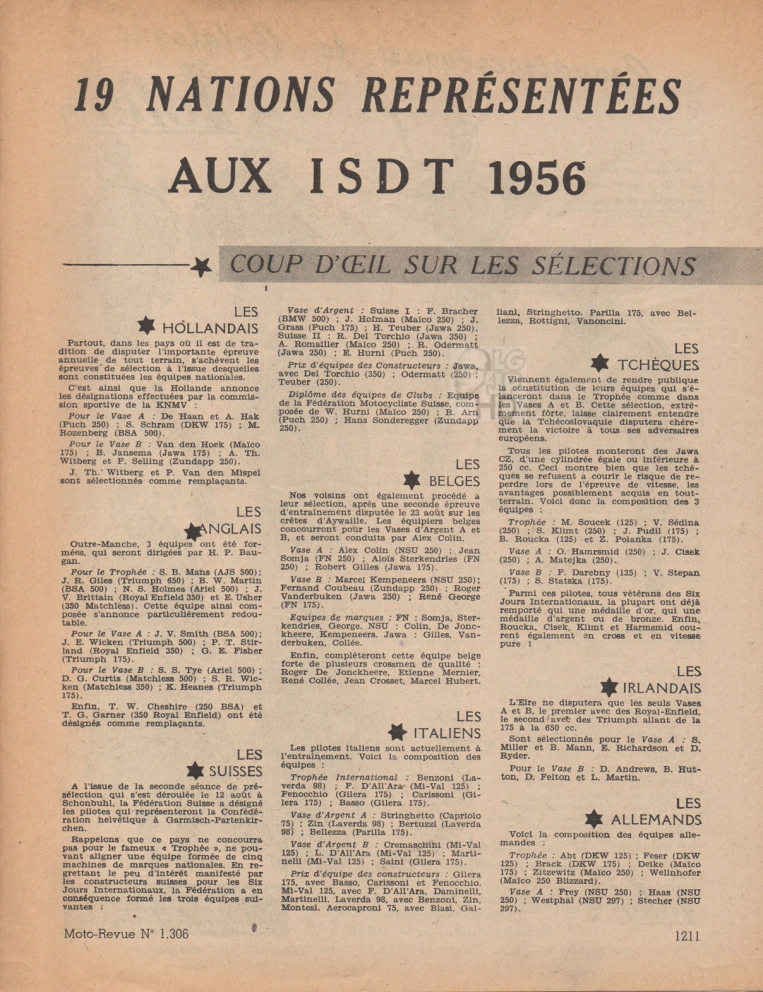 19 NATIONS REPRÉSENTÉES
AUX ISDT 1956
COUP D'ŒIL SUR LES SÉLECTIONS
LES
HOLLANDAIS
Partout, dans les pays où il est de tra-
dition de disputer l'importante épreuve
annuelle de tout terrain, s'achèvent les
épreuves de sélection à l'issue desquelles
sont constituées les équipes nationales.
C'est ainsi que la Hollande annonce
les désignations effectuées par la commis-
sion sportive de la KNMV :
Pour le Vase A : De Haan et A. Hak
(Puch 250) ; S. Schram (DKW 175) ; M.
Rozenberg (BSA 500).
Pour le Vase B : Van den Hoek (Maïco
175) ; B. Jansema (Jawa 175) ; A. Th.
Witberg et F. Selling (Zundapp 250).
J. Th. Witberg et P. Van den Mispel
sont sélectionnés comme remplaçants.
LES
ANGLAIS
Outre-Manche, 3 équipes ont été for-
mées, qui seront dirigées par H. P. Bau-
gan.
Pour le Trophée : S. B. Mans (AJS 500);
J. R. Giles (Triumph 650) ; B. W. Martin
(BSA 500) ; N. S. Holmes (Ariel 500) ; J.
V. Brittain (Royal Enfield 350) et E. Usher
(350 Matchless). Cette équipe ainsi com-
posée s'annonce particulièrement redou-
table.
Pour le Vase A : J. V. Smith (BSA 500);
J. E. Wicken (Triumph 500) ; P. T. Stir-
land (Royal Enfield 350) ; G. E. Fisher
(Triumph 175).
Pour le Vase B : S. S. Tye (Ariel 500) ;
D. G. Curtis (Matchless 500) ; S. R. Wic-
ken (Matchless 350) ; K. Heanes (Triumph
175).
Enfin, T. W. Cheshire (250 BSA) et
T. G. Garner (350 Royal Enfield) ont été
désignés comme remplaçants.
LES
SUISSES
A l'issue de la seconde séance de pré-
sélection qui s'est déroulée le 12 août à
Schonbuhl, la Fédération Suisse a désigné
les pilotes qui représenteront la Confédé-
ration helvétique à Garmisch-Partenkir-
chen.
Rappelons que ce pays ne concourra
pas pour le fameux « Trophée », ne pou-
vant aligner une équipe formée de cinq
machines de marques nationales. En re-
grettant le peu d'intérêt manifesté par
les constructeurs suisses pour les Six
Jours Internationaux, la Fédération a en
conséquence formé les trois équipes sui-
vantes :
Vase d'Argent : Suisse I : F. Bracher
(BMW 500) ; J. Hofman (Maïco 250) ; J.
Grass (Puch 175) ; H. Teuber (Jawa 250).
Suisse II : R. Del Torchio (Jawa 350) ;
A. Romailler (Maïco 250) ; R. Odermatt
(Jawa 250) ; E. Hurni (Puch 250).
Prix d'équipes des Constructeurs : Jawa,
avec Del Torchio (350) ; Odermatt (250) ;
Teuber (250).
Diplôme des équipes de Clubs : Equipe
de la Fédération Motocycliste Suisse, com-
posée de W. Hurni (Maïco 250) ; R. Arn
(Puch 250) ; Hans Sonderegger (Zundapp
250).
LES
BELGES
Nos voisins ont également procédé à
leur sélection, après une seconde épreuve
d'entraînement disputée le 23 août sur les
crêtes d'Aywaille. Les équipiers belges
concourront pour les Vases d'Argent A et
B, et seront conduits par Alex Colin.
Vase A : Alex Colin (NSU 250) ; Jean
Somja (FN 250) ; Aloïs Sterkendries (FN
250) ; Robert Gilles (Jawa 175).
Vase B : Marcel Kempeneers (NSU 250);
Fernand Coubeau (Zundapp 250) ; Roger
Vanderbuken (Jawa 250) ; René George
(FN 175).
Equipes de marques : FN : Somja, Ster-
kendries, George. NSU : Colin, De Jonc-
kheere, Kempeners. Jawa : Gilles, Van-
derbuken, Collée.
Enfin, complèteront cette équipe belge
forte de plusieurs crossmen de qualité :
Roger De Jonckheere, Etienne Mernier,
René Collée, Jean Crosset, Marcel Hubert.
LES
ITALIENS
Les pilotes italiens sont actuellement à
l'entraînement. Voici la composition des
équipes :
Trophée International : Benzoni (La-
verda 98) ; F. D'All'Ara (Mi-Val 125) ;
Fenocchio (Gilera 175) ; Carissoni (Gi-
lera 175) ; Basso (Gilera 175).
Vase d'Argent A : Stringhetto (Capriolo
75) ; Zin (Laverda 98) ; Bertuzzi (Laverda
98) ; Bellezza (Parilla 175).
Vase d'Argent B : Cremaschini (Mi-Val
125) ; L. D'All'Ara (Mi-Val 125) ; Marti-
nelli (Mi-Val 125) ; Saini (Gilera 175).
Prix d'équipe des constructeurs : Gilera
175, avec Basso, Carissoni et Fenocchio.
Mi-Val 125, avec F. D'All'Ara, Daminelli,
Martinelli. Laverda 98, avec Benzoni, Zin,
Montesi. Aerocaproni 75, avec Blasi, Gal-
liani, Stringhetto. Parilla 175, avec Bel-
lezza, Rottigni, Vanoncini.
LES
TCHÈQUES
Viennent également de rendre publique
la constitution de leurs équipes qui s'é-
lanceront dans le Trophée comme dans
les Vases A et B. Cette sélection, extrê-
mement forte, laisse clairement entendre
que la Tchécoslovaquie disputera chère-
ment la victoire à tous ses adversaires
européens.
Tous les pilotes monteront des Jawa
CZ, d'une cylindrée égale ou inférieure à
250 cc. Ceci montre bien que les tchè-
ques se refusent à courir le risque de re-
perdre lors de l'épreuve de vitesse, les
avantages possiblement acquis en tout-
terrain. Voici donc la composition des 3
équipes :
Trophée : M. Soucek (125) ; V. Sédina
(250) ; S. Klimt (250) ; J. Pudil (175) ;
B. Roucka (125) et Z. Polanka (175).
Vase A : O. Hamrsmid (250) ; J. Cisek
(250) ; A. Matejka (250).
Vase B : F. Darebny (125) ; V. Stepan
(175) ; S. Statska (175).
Parmi ces pilotes, tous vétérans des Six
Jours Internationaux, la plupart ont déjà
remporté qui une médaille d'or, qui une
médaille d'argent ou de bronze. Enfin,
Roucka, Cisek, Klimt et Harmsmid cou-
rent également en cross et en vitesse
pure !
LES
IRLANDAIS
L'Eire ne disputera que les seuls Vases
A et B, le premier avec des Royal-Enfield,
le second avec des Triumph allant de la
175 à la 650 cc.
Sont sélectionnés pour le Vase A : S.
Miller et B. Mann, E. Richardson et D.
Ryder.
Pour le Vase B : D. Andrews, B. Hut-
ton, D. Felton et L. Martin.
LES
ALLEMANDS
Voici la composition des équipes alle-
mandes :
Trophée : Abt (DKW 125) ; Feser (DKW
125) ; Brack (DKW 175) ; Deike (Maïco
175) ; Zitzewitz (Maïco 250) ; Wellnhofer
(Maïco 250 Blizzard).
Vase A : Frey (NSU 250) ; Haas (NSU
250) ; Westphal (NSU 297) ; Stecher (NSU
297).
Moto-Revue N° 1.306
1211